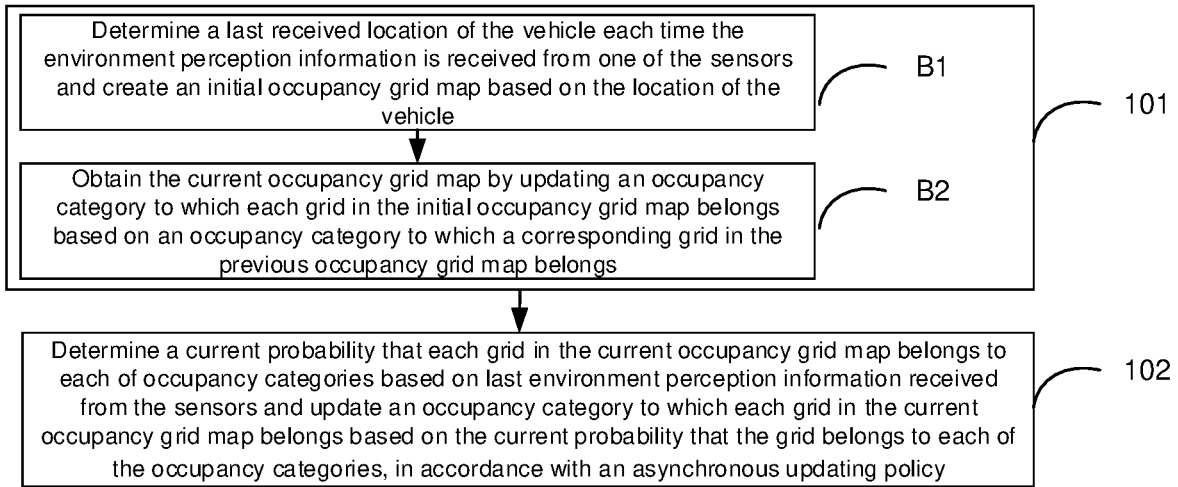 Determine a last received location of the vehicle each time the
environment perception information is received from one of the sensors
and create an initial occupancy grid map based on the location of the
vehicle
B1
101
Obtain the current occupancy grid map by updating an occupancy
category to which each grid in the initial occupancy grid map belongs
based on an occupancy category to which a corresponding grid in the
previous occupancy grid map belongs
B2
Determine a current probability that each grid in the current occupancy grid map belongs to
each of occupancy categories based on last environment perception information received
from the sensors and update an occupancy category to which each grid in the current
occupancy grid map belongs based on the current probability that the grid belongs to each of
the occupancy categories, in accordance with an asynchronous updating policy
102